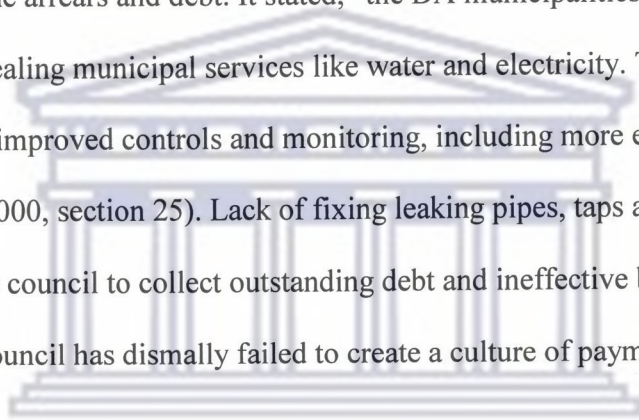 arrears and debt. It stated, " the DA municipalities
ealing municipal services like water and electricity.
improved controls and monitoring, including more e
000, section 25). Lack of fixing leaking pipes, taps a
council to collect outstanding debt and ineffective
ouncil has dismally failed to create a culture of paym